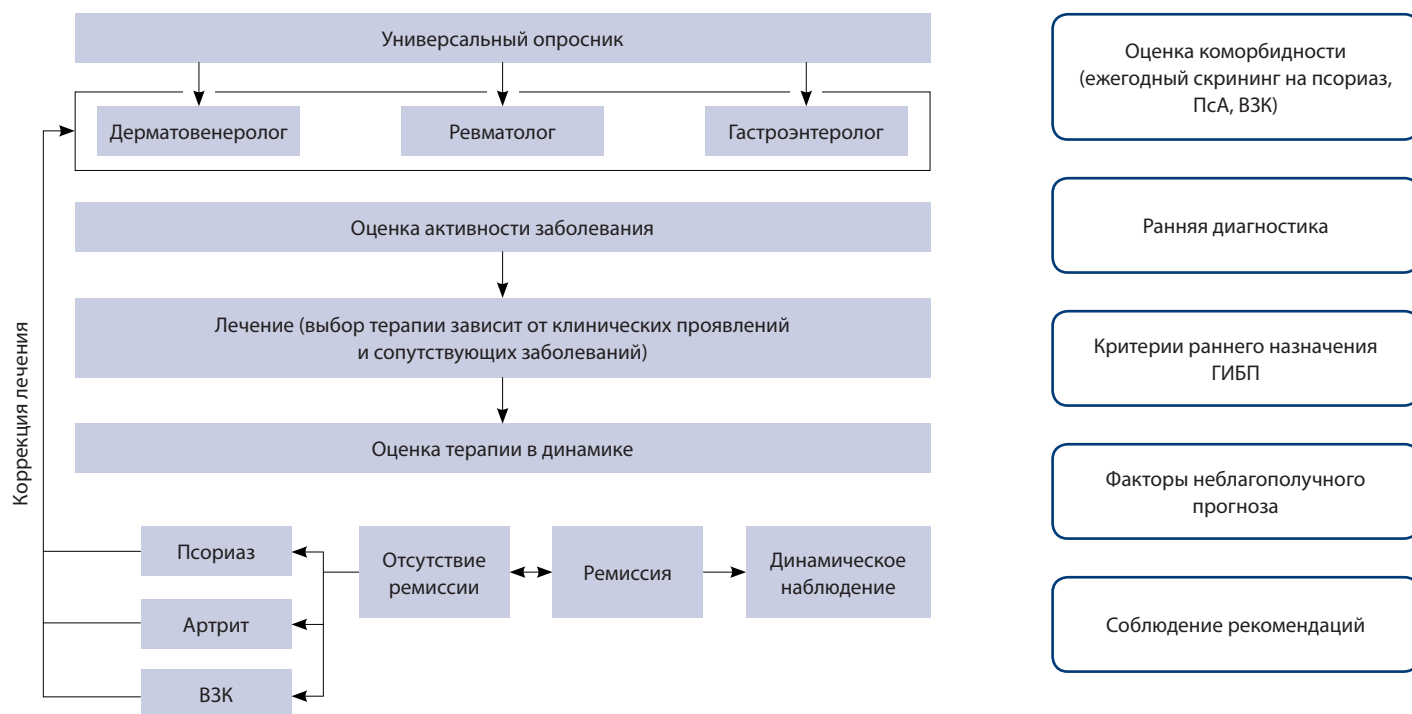 Универсальный опросник
Дерматовенеролог
Ревматолог
Гастроэнтеролог
Оценка активности заболевания
Лечение (выбор терапии зависит от клинических проявлений
и сопутствующих заболеваний)
Оценка терапии в динамике
Коррекция лечения
Псориаз
Артрит
ВЗК
Отсутствие
ремиссии
Ремиссия
Динамическое
наблюдение
Оценка коморбидности
(ежегодный скрининг на псориаз,
ПсА, ВЗК)
Ранняя диагностика
Критерии раннего назначения
ГИБП
Факторы неблагополучного
прогноза
Соблюдение рекомендаций